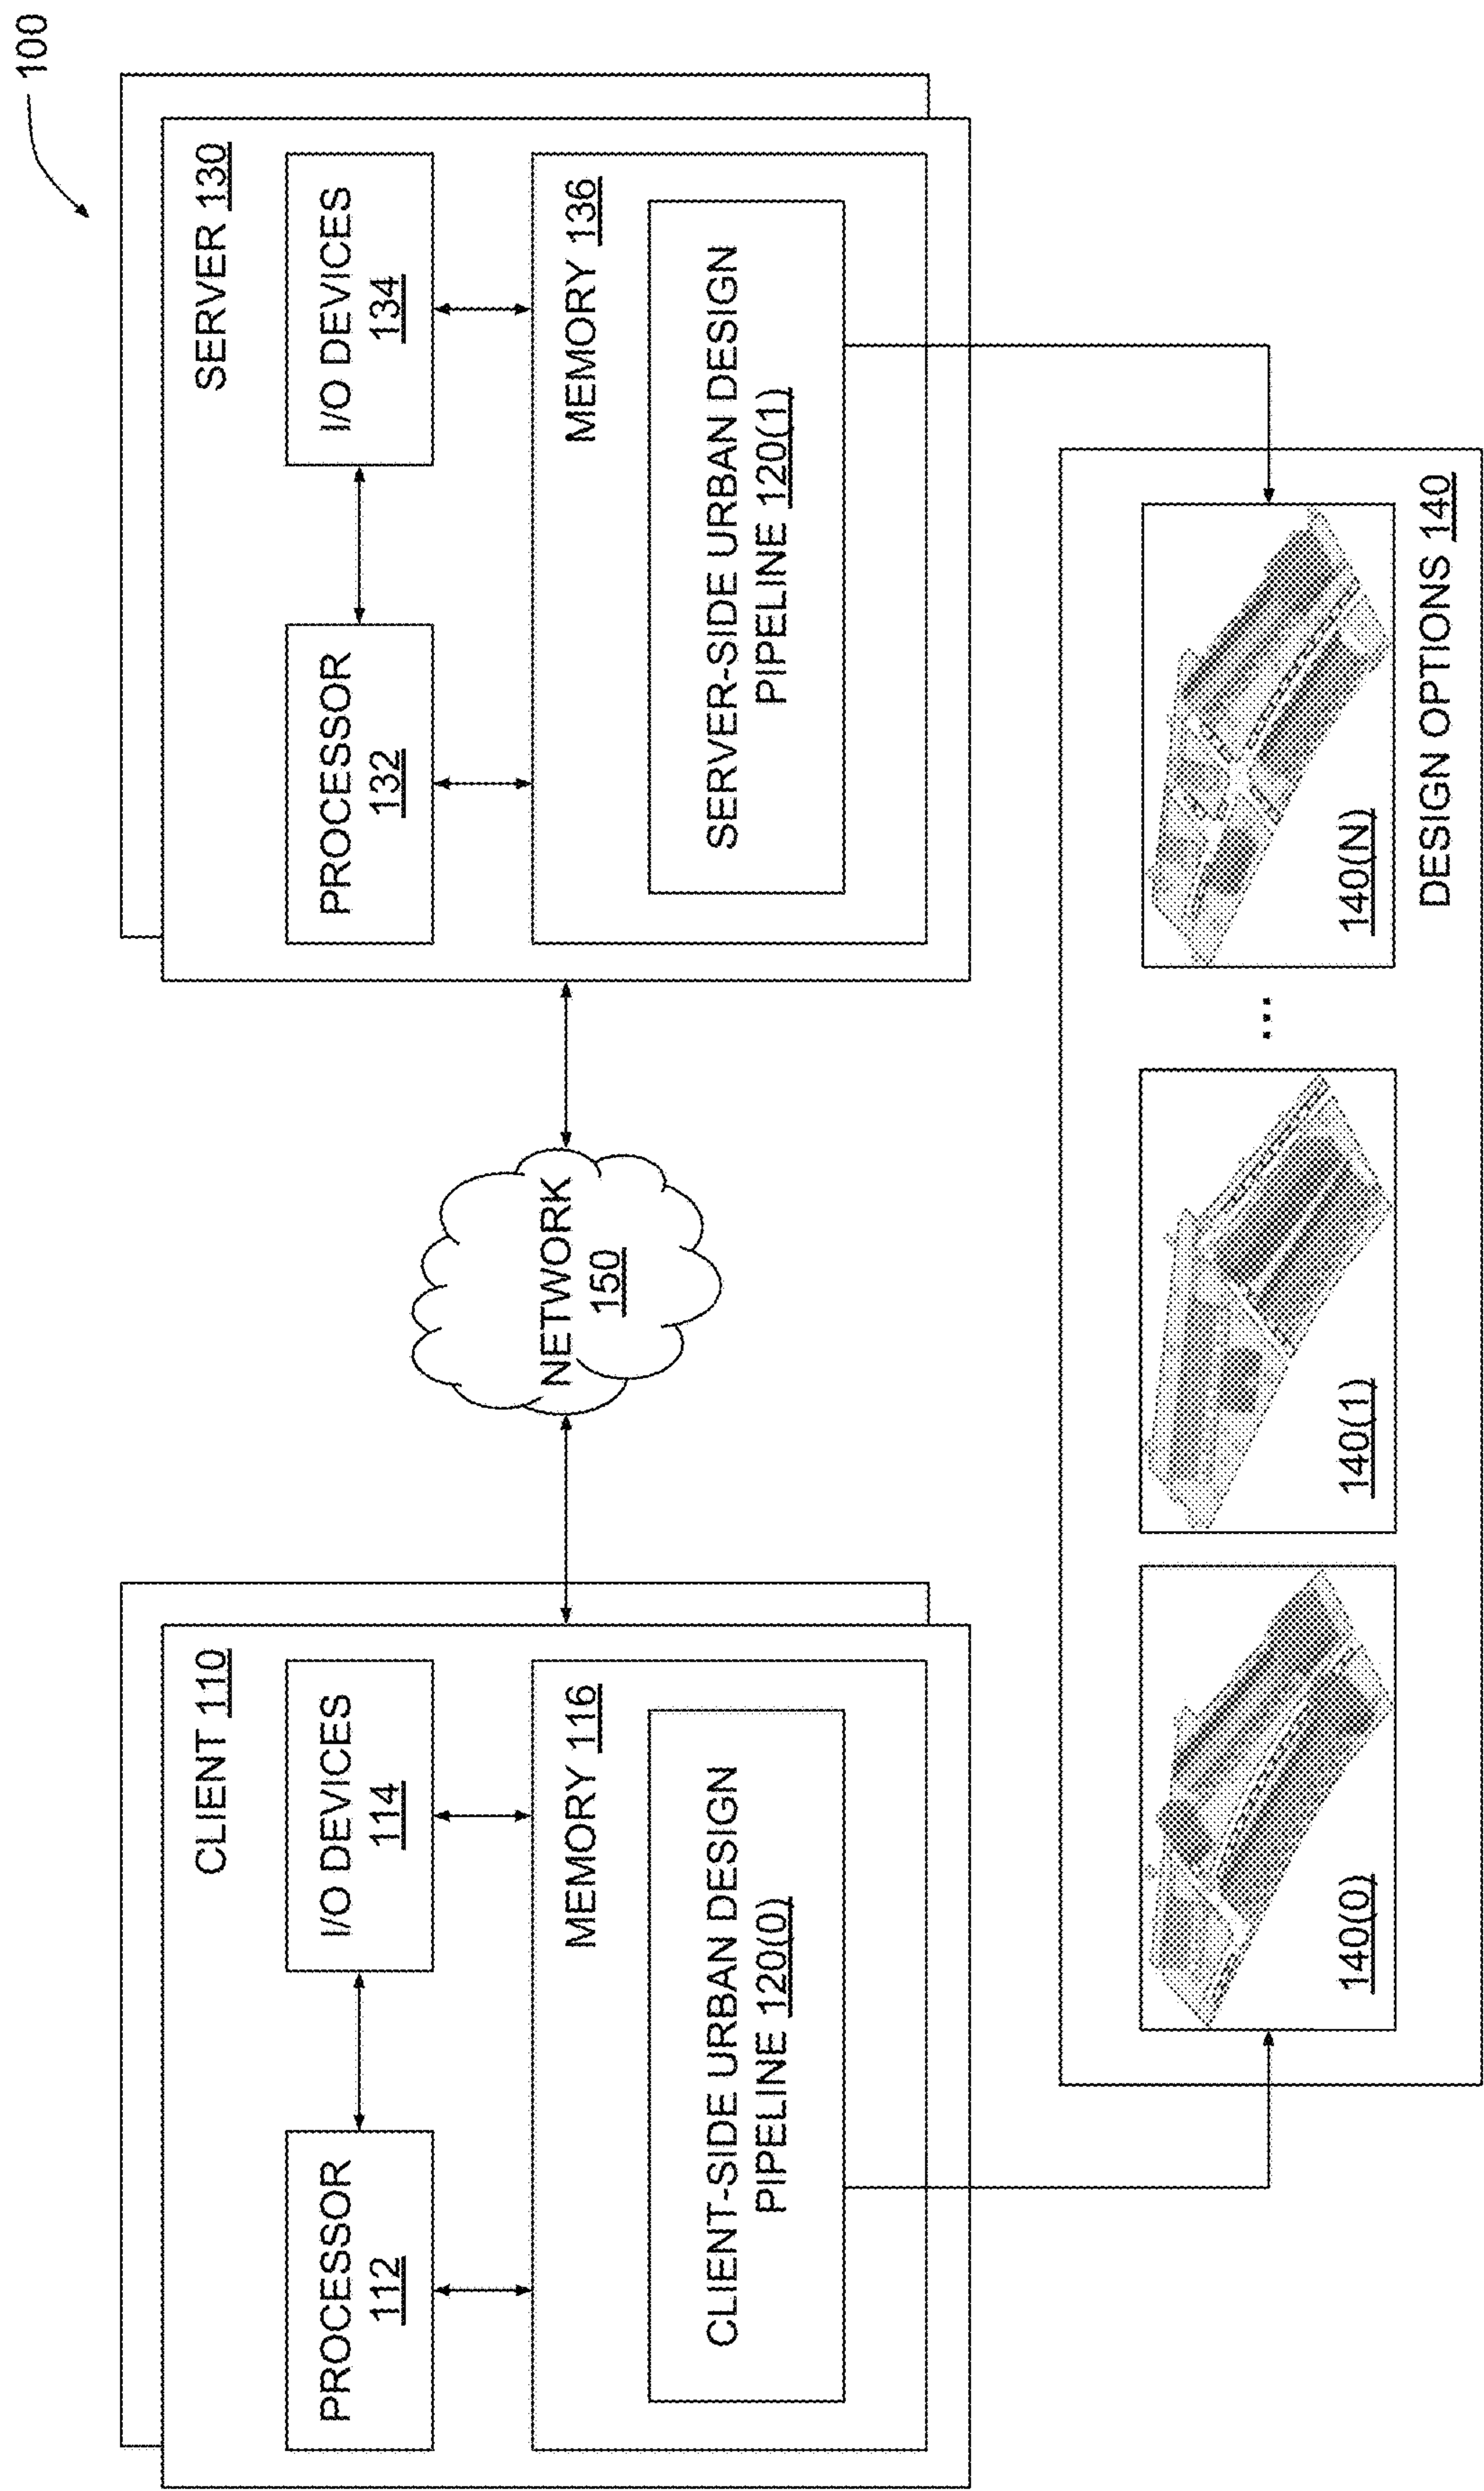 100
CLIENT 110
PROCESSOR
112
I/O DEVICES
114
MEMORY 116
CLIENT-SIDE URBAN DESIGN
PIPELINE 120(0)
NETWORK
150
SERVER 130
PROCESSOR
132
I/O DEVICES
134
MEMORY 136
SERVER-SIDE URBAN DESIGN
PIPELINE 120(1)
140(0)
140(1)
...
140(N)
DESIGN OPTIONS 140